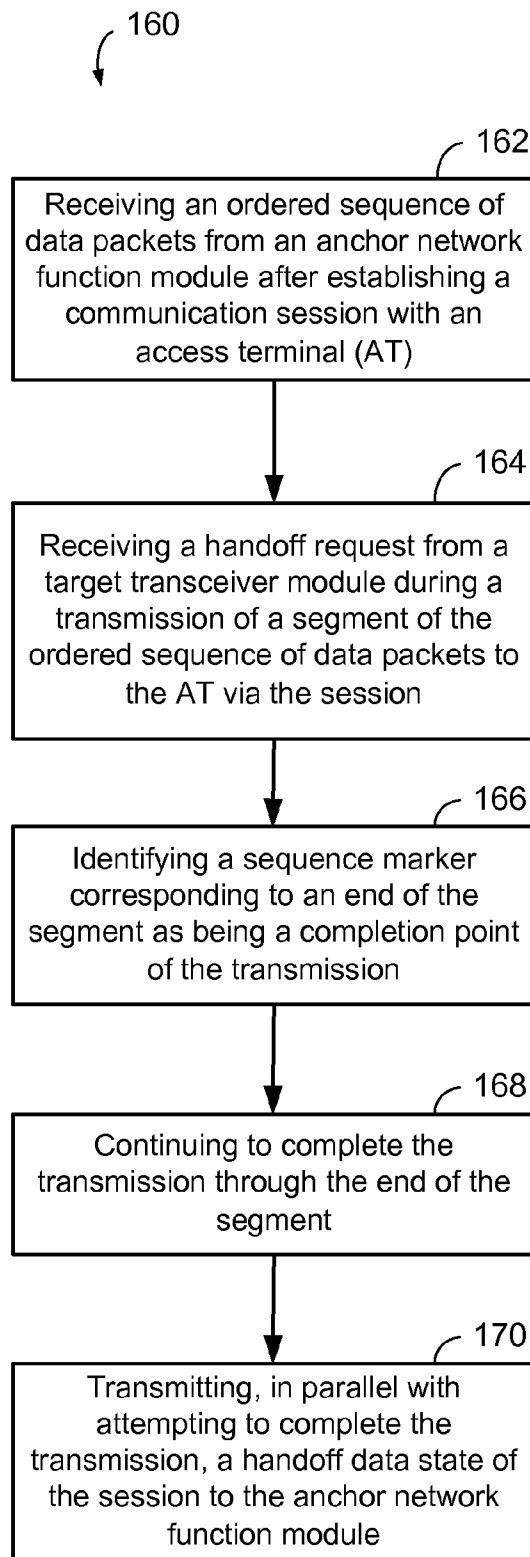 160
162
Receiving an ordered sequence of
data packets from an anchor network
function module after establishing a
communication session with an
access terminal (AT)
164
Receiving a handoff request from a
target transceiver module during a
transmission of a segment of the
ordered sequence of data packets to
the AT via the session
166
Identifying a sequence marker
corresponding to an end of the
segment as being a completion point
of the transmission
168
Continuing to complete the
transmission through the end of the
segment
170
Transmitting, in parallel with
attempting to complete the
transmission, a handoff data state of
the session to the anchor network
function module